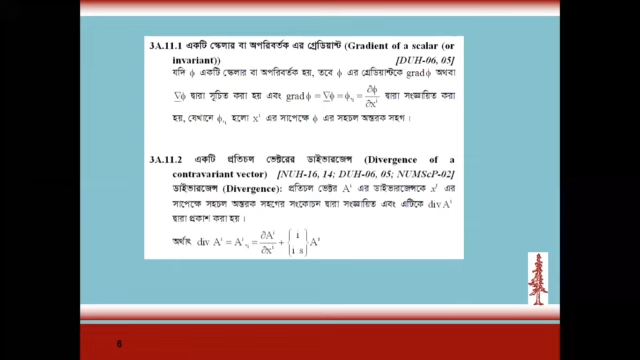 3A.11.1 একটি স্কেলার বা অপরিবর্তক এর গ্রেডিয়ান্ট (Gradient of a scalar (or
invariant)) [DUH-06, 05]
যদি ϕ একটি স্কেলার বা অপরিবর্তক হয়, তবে ϕ এর গ্রেডিয়ান্টকে gradϕ অথবা
∇ϕ দ্বারা সূচিত করা হয় এবং gradϕ = ∇ϕ = ϕ,ᵢ = ∂ϕ/∂xⁱ দ্বারা সংজ্ঞায়িত করা
হয়, যেখানে ϕ,ᵢ হলো xⁱ এর সাপেক্ষে ϕ এর সহচল অন্তরক সহগ ।
3A.11.2 একটি প্রতিচল ভেক্টরের ডাইভারজেন্স (Divergence of a
contravariant vector) [NUH-16, 14; DUH-06, 05; NUMScP-02]
ডাইভারজেন্স (Divergence): প্রতিচল ভেক্টর Aⁱ এর ডাইভারজেন্সকে xʲ এর
সাপেক্ষে সহচল অন্তরক সহগের সংকোচন দ্বারা সংজ্ঞায়িত এবং এটিকে div Aⁱ
দ্বারা প্রকাশ করা হয় ।
অর্থাৎ div Aⁱ = Aⁱ,ᵢ = ∂Aⁱ/∂xⁱ + {i / i s} Aˢ
6